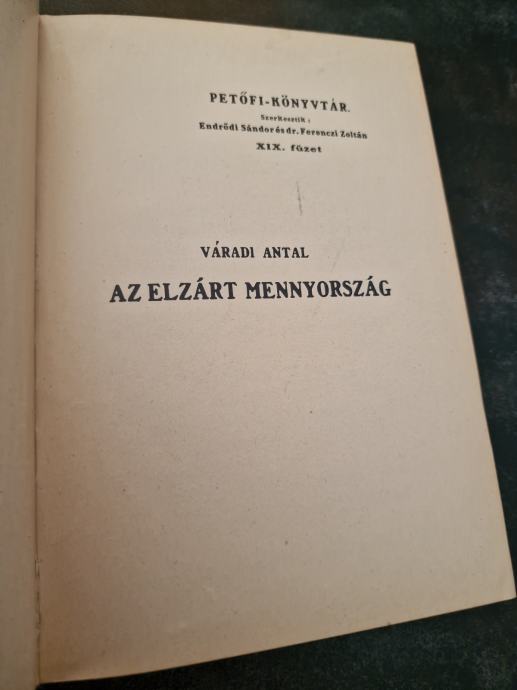 PETŐFI-KÖNYVTÁR.
Szerkesztik:
Endrődi Sándor és dr. Ferenczi Zoltán
XIX. füzet
VÁRADI ANTAL
AZ ELZÁRT MENNYORSZÁG